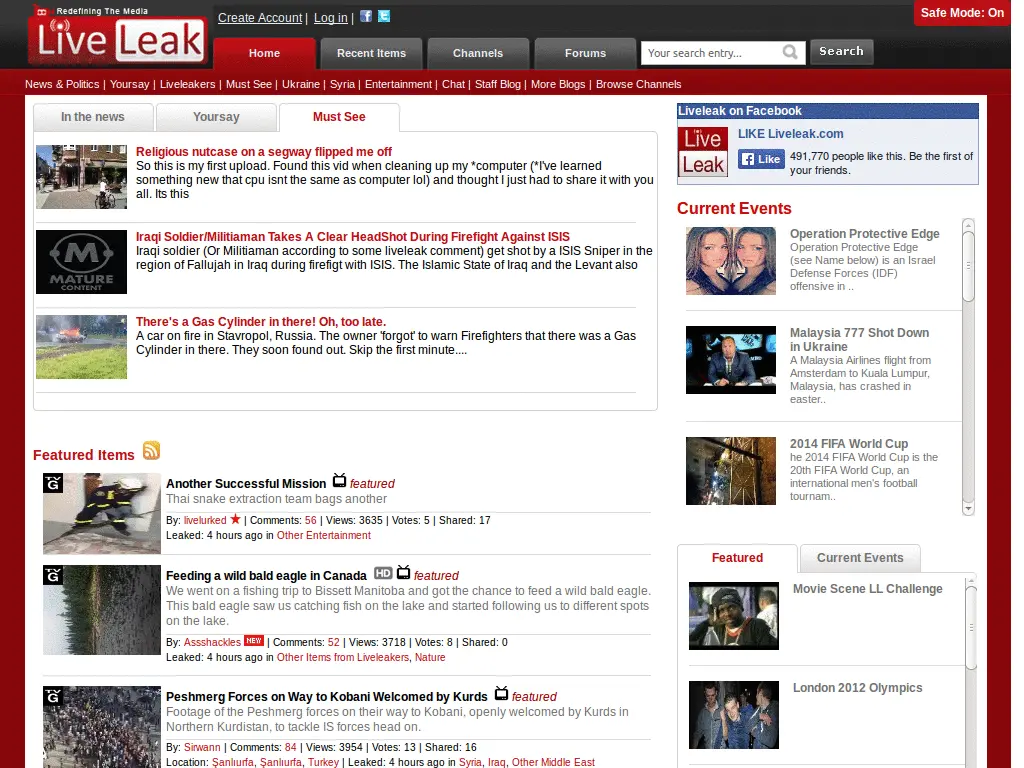 Redefining The Media
Live Leak
Create Account | Log in |
Safe Mode: On
Home
Recent Items
Channels
Forums
Your search entry...
Search
News & Politics | Yoursay | Liveleakers | Must See | Ukraine | Syria | Entertainment | Chat | Staff Blog | More Blogs | Browse Channels
In the news
Yoursay
Must See
Religious nutcase on a segway flipped me off
So this is my first upload. Found this vid when cleaning up my *computer (*I've learned
something new that cpu isnt the same as computer lol) and thought I just had to share it with you
all. Its this
MATURE
CONTENT
Iraqi Soldier/Militiaman Takes A Clear HeadShot During Firefight Against ISIS
Iraqi soldier (Or Militiaman according to some liveleak comment) get shot by a ISIS Sniper in the
region of Fallujah in Iraq during firefigt with ISIS. The Islamic State of Iraq and the Levant also
There's a Gas Cylinder in there! Oh, too late.
A car on fire in Stavropol, Russia. The owner 'forgot' to warn Firefighters that there was a Gas
Cylinder in there. They soon found out. Skip the first minute....
Featured Items
TV
G
Another Successful Mission featured
Thai snake extraction team bags another
By: livelurked | Comments: 56 | Views: 3635 | Votes: 5 | Shared: 17
Leaked: 4 hours ago in Other Entertainment
TV
G
Feeding a wild bald eagle in Canada HD featured
We went on a fishing trip to Bissett Manitoba and got the chance to feed a wild bald eagle.
This bald eagle saw us catching fish on the lake and started following us to different spots
on the lake.
By: Assshackles NEW | Comments: 52 | Views: 3718 | Votes: 8 | Shared: 0
Leaked: 4 hours ago in Other Items from Liveleakers, Nature
TV
G
Peshmerg Forces on Way to Kobani Welcomed by Kurds featured
Footage of the Peshmerg forces on their way to Kobani, openly welcomed by Kurds in
Northern Kurdistan, to tackle IS forces head on.
By: Sirwann | Comments: 84 | Views: 3954 | Votes: 13 | Shared: 16
Location: Şanlıurfa, Şanlıurfa, Turkey | Leaked: 4 hours ago in Syria, Iraq, Other Middle East
Liveleak on Facebook
Live
Leak
LIKE Liveleak.com
Like
491,770 people like this. Be the first of
your friends.
Current Events
Operation Protective Edge
Operation Protective Edge
(see Name below) is an Israel
Defense Forces (IDF)
offensive in ..
Malaysia 777 Shot Down
in Ukraine
A Malaysia Airlines flight from
Amsterdam to Kuala Lumpur,
Malaysia, has crashed in
easter..
2014 FIFA World Cup
he 2014 FIFA World Cup is the
20th FIFA World Cup, an
international men's football
tournam..
Featured
Current Events
Movie Scene LL Challenge
London 2012 Olympics